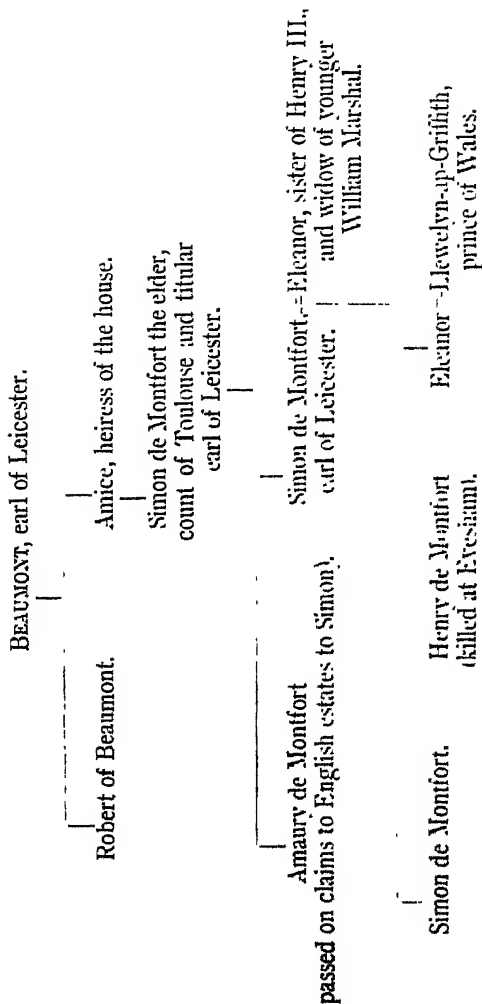 BEAUMONT, earl of Leicester.
Robert of Beaumont.
Amice, heiress of the house.
Simon de Montfort the elder,
count of Toulouse and titular
earl of Leicester.
Amaury de Montfort
passed on claims to English estates to Simon).
Simon de Montfort,=Eleanor, sister of Henry III.,
earl of Leicester.
and widow of younger
William Marshal.
Simon de Montfort.
Henry de Montfort
(killed at Evesham).
Eleanor=Llewelyn-ap-Griffith,
prince of Wales.